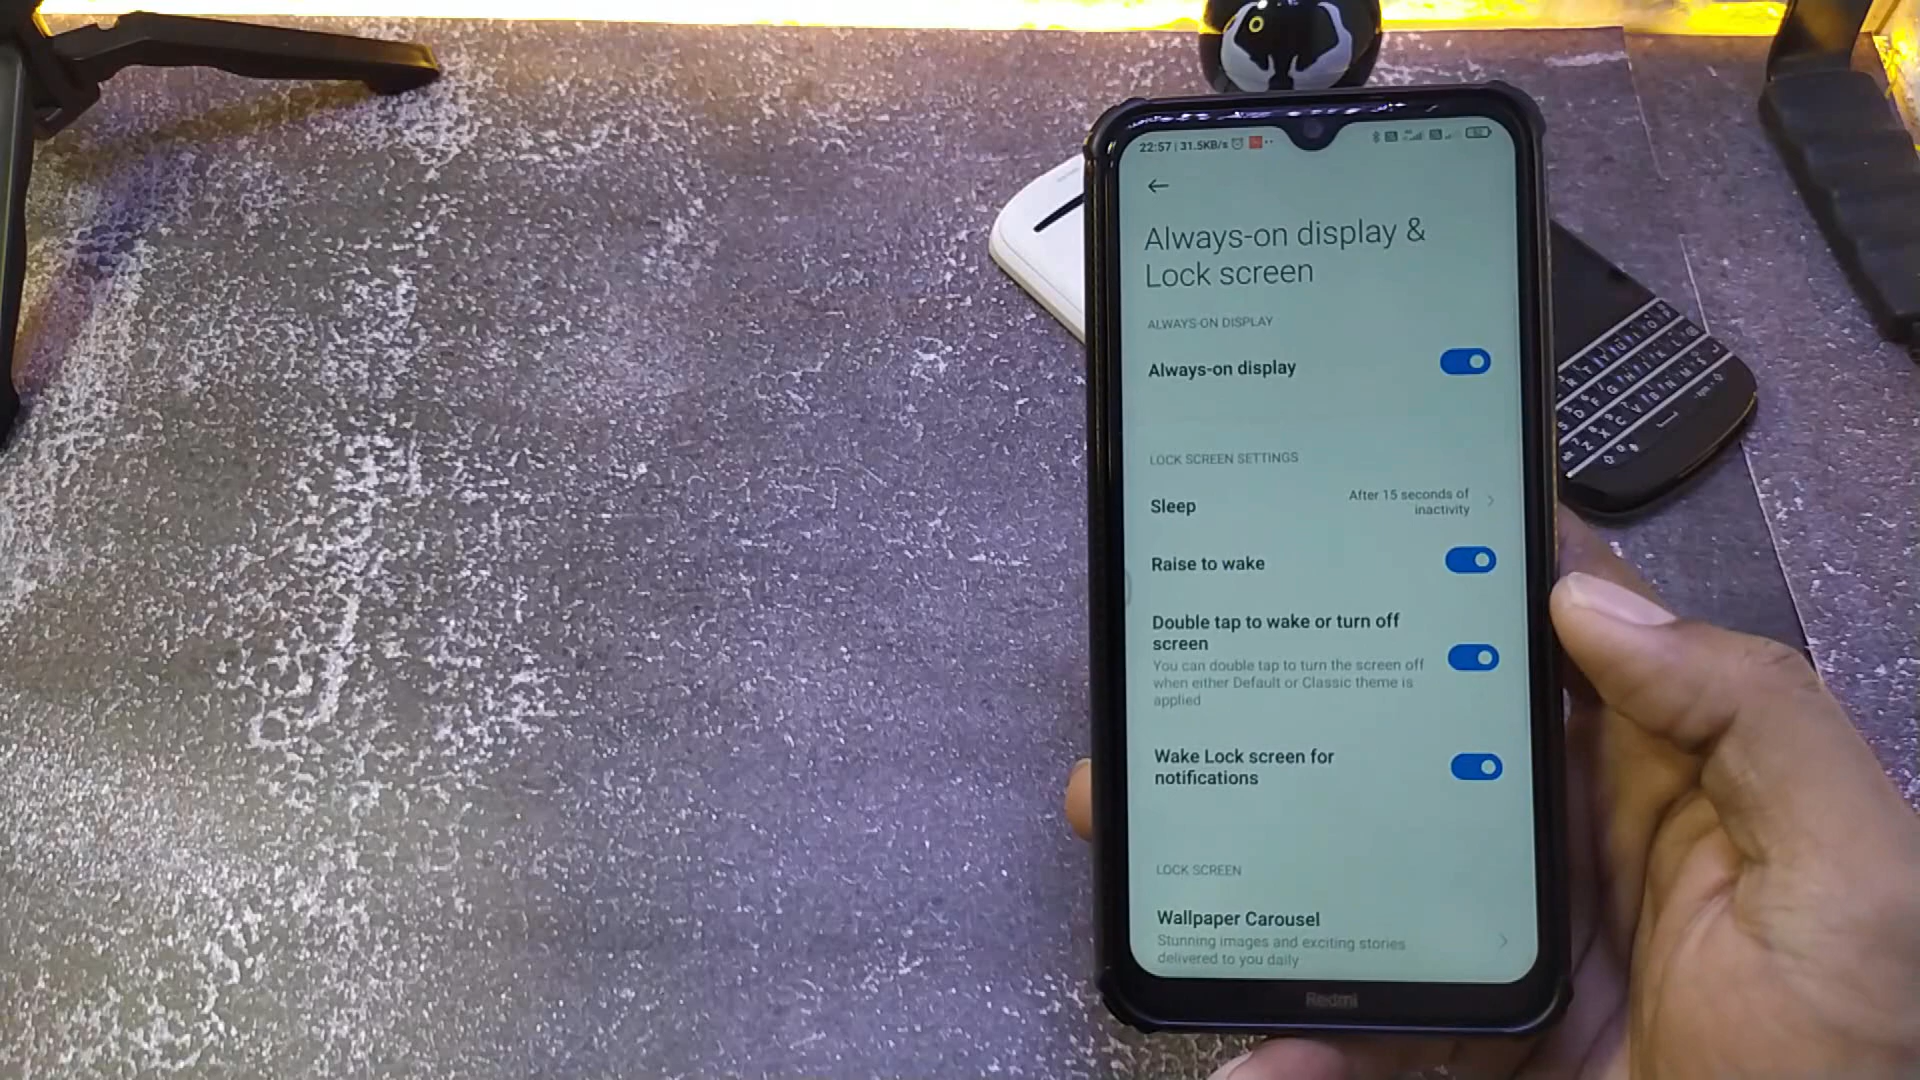 22:57 | 31.5KB/s
Always-on display &
Lock screen
ALWAYS-ON DISPLAY
Always-on display
LOCK SCREEN SETTINGS
Sleep
After 15 seconds of
inactivity
Raise to wake
Double tap to wake or turn off
screen
You can double tap to turn the screen off
when either Default or Classic theme is
applied
Wake Lock screen for
notifications
LOCK SCREEN
Wallpaper Carousel
Stunning images and exciting stories
delivered to you daily
Redmi